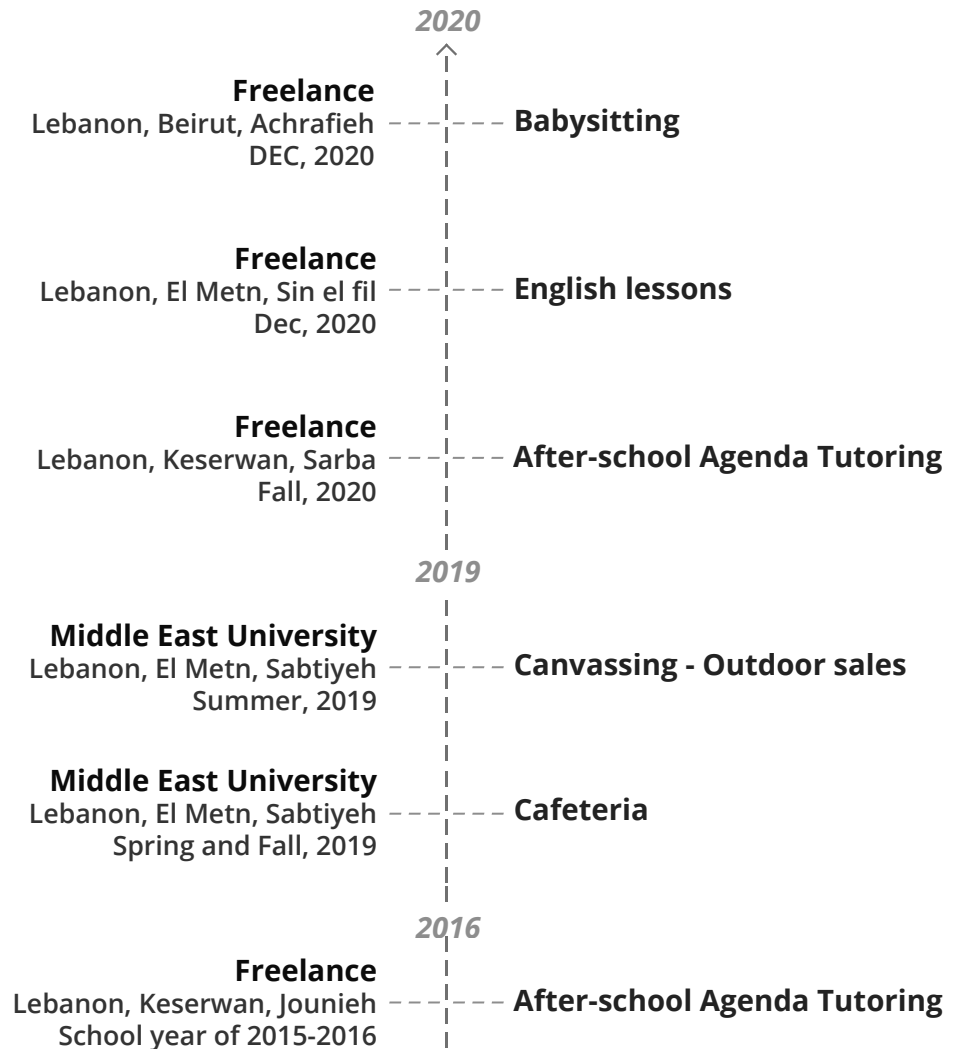 2020
Freelance
Lebanon, Beirut, Achrafieh
DEC, 2020
Babysitting
Freelance
Lebanon, El Metn, Sin el fil
Dec, 2020
English lessons
Freelance
Lebanon, Keserwan, Sarba
Fall, 2020
After-school Agenda Tutoring
2019
Middle East University
Lebanon, El Metn, Sabtiyeh
Summer, 2019
Canvassing - Outdoor sales
Middle East University
Lebanon, El Metn, Sabtiyeh
Spring and Fall, 2019
Cafeteria
2016
Freelance
Lebanon, Keserwan, Jounieh
School year of 2015-2016
After-school Agenda Tutoring